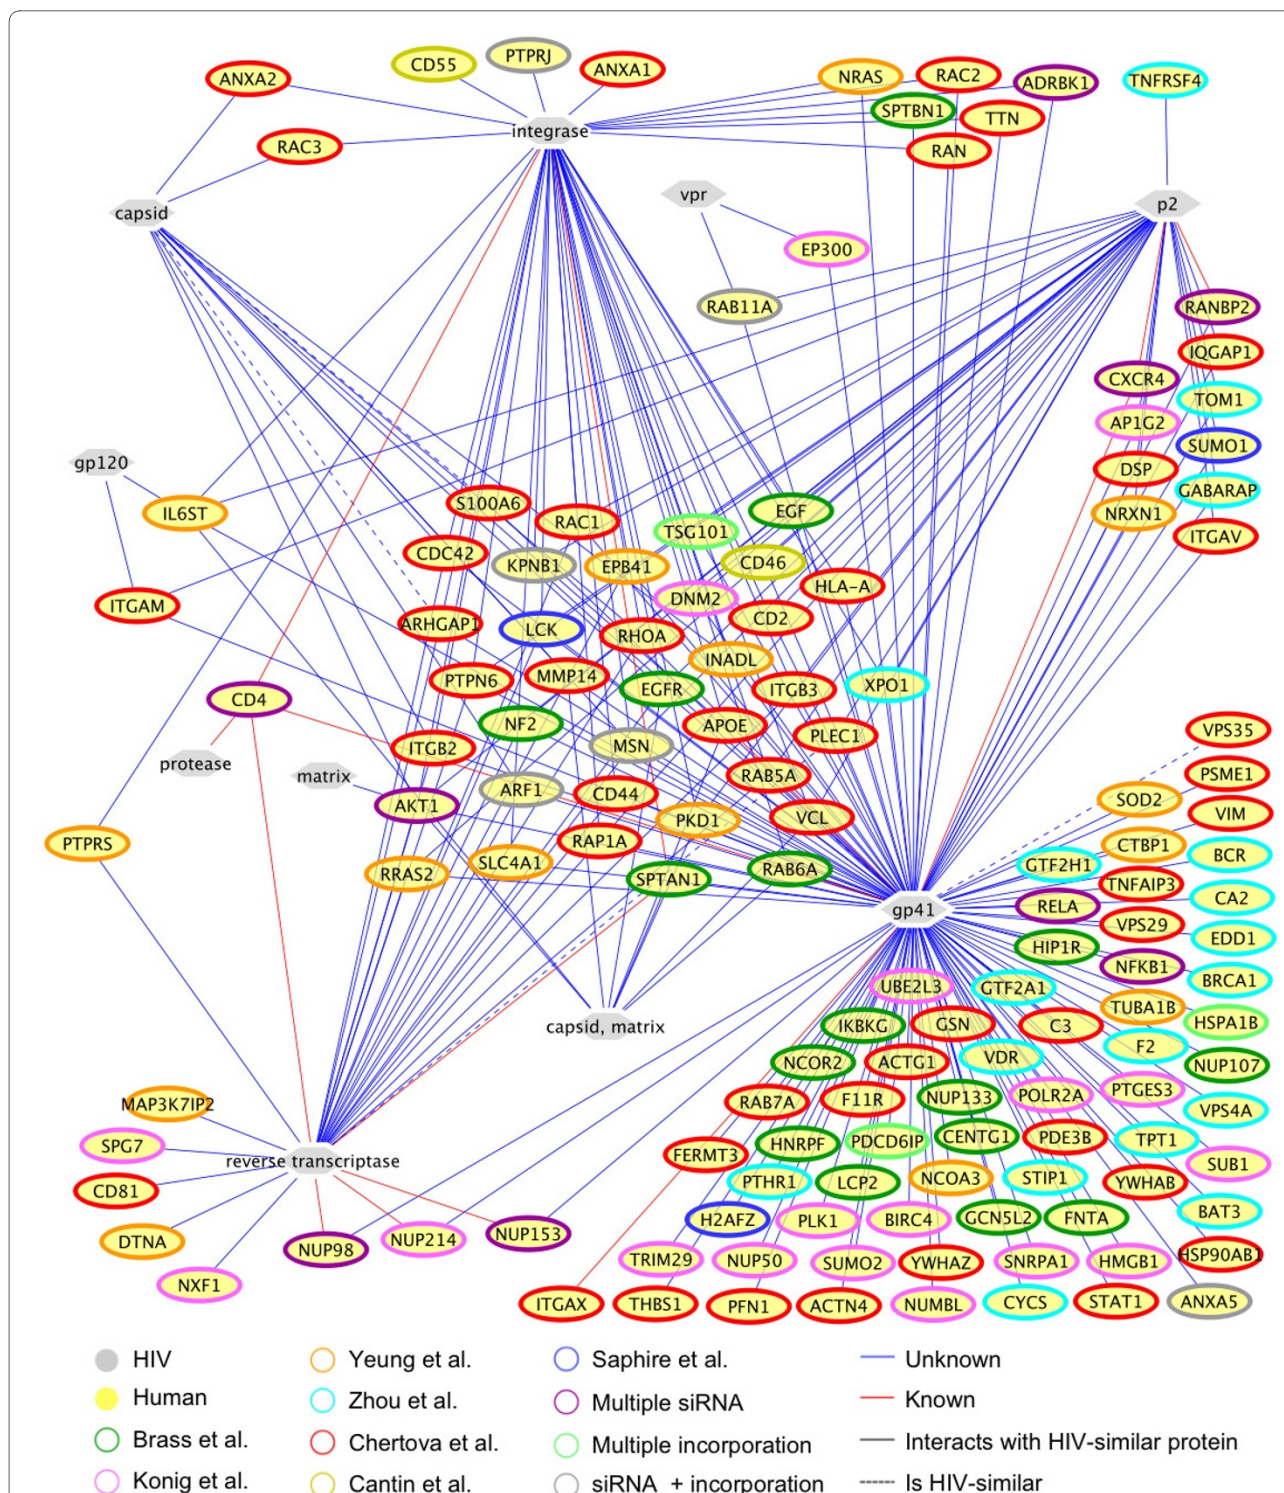 PTPRJ
CD55
ANXA1
ANXA2
NRAS
RAC2
ADRBK1
TNFRSF4
SPTBN1
TTN
integrase
RAC3
RAN
vpr
p2
capsid
EP300
RAB11A
RANBP2
IQGAP1
CXCR4
TOM1
AP1G2
SUMO1
gp120
DSP
GABARAP
IL6ST
S100A6
RAC1
EGF
NRXN1
TSG101
ITGAV
CDC42
KPNB1
EPB41
CD46
HLA-A
ITGAM
DNM2
ARHGAP1
LCK
RHOA
CD2
INADL
PTPN6
MMP14
EGFR
ITGB3
XPO1
CD4
NF2
APOE
PLEC1
VPS35
ITGB2
MSN
protease
matrix
RAB5A
PSME1
ARF1
CD44
SOD2
AKT1
PKD1
VCL
VIM
PTPRS
RAP1A
CTBP1
BCR
SLC4A1
GTF2H1
RRAS2
SPTAN1
RAB6A
TNFAIP3
CA2
gp41
RELA
VPS29
EDD1
HIP1R
NFKB1
BRCA1
UBE2L3
GTF2A1
TUBA1B
HSPA1B
capsid, matrix
IKBKG
GSN
C3
F2
NCOR2
ACTG1
VDR
NUP107
MAP3K7IP2
RAB7A
F11R
NUP133
POLR2A
PTGES3
VPS4A
SPG7
HNRPF
PDCD6IP
CENTG1
PDE3B
TPT1
reverse transcriptase
FERMT3
SUB1
CD81
PTHR1
LCP2
NCOA3
STIP1
YWHAB
H2AFZ
PLK1
BIRC4
GCN5L2
FNTA
BAT3
DTNA
NUP98
NUP214
NUP153
TRIM29
NUP50
SUMO2
YWHAZ
SNRPA1
HMGB1
HSP90AB1
NXF1
ITGAX
THBS1
PFN1
ACTN4
NUMBL
CYCS
STAT1
ANXA5
HIV
Yeung et al.
Saphire et al.
Unknown
Human
Zhou et al.
Multiple siRNA
Known
Brass et al.
Chertova et al.
Multiple incorporation
Interacts with HIV-similar protein
Konig et al.
Cantin et al.
siRNA + incorporation
Is HIV-similar